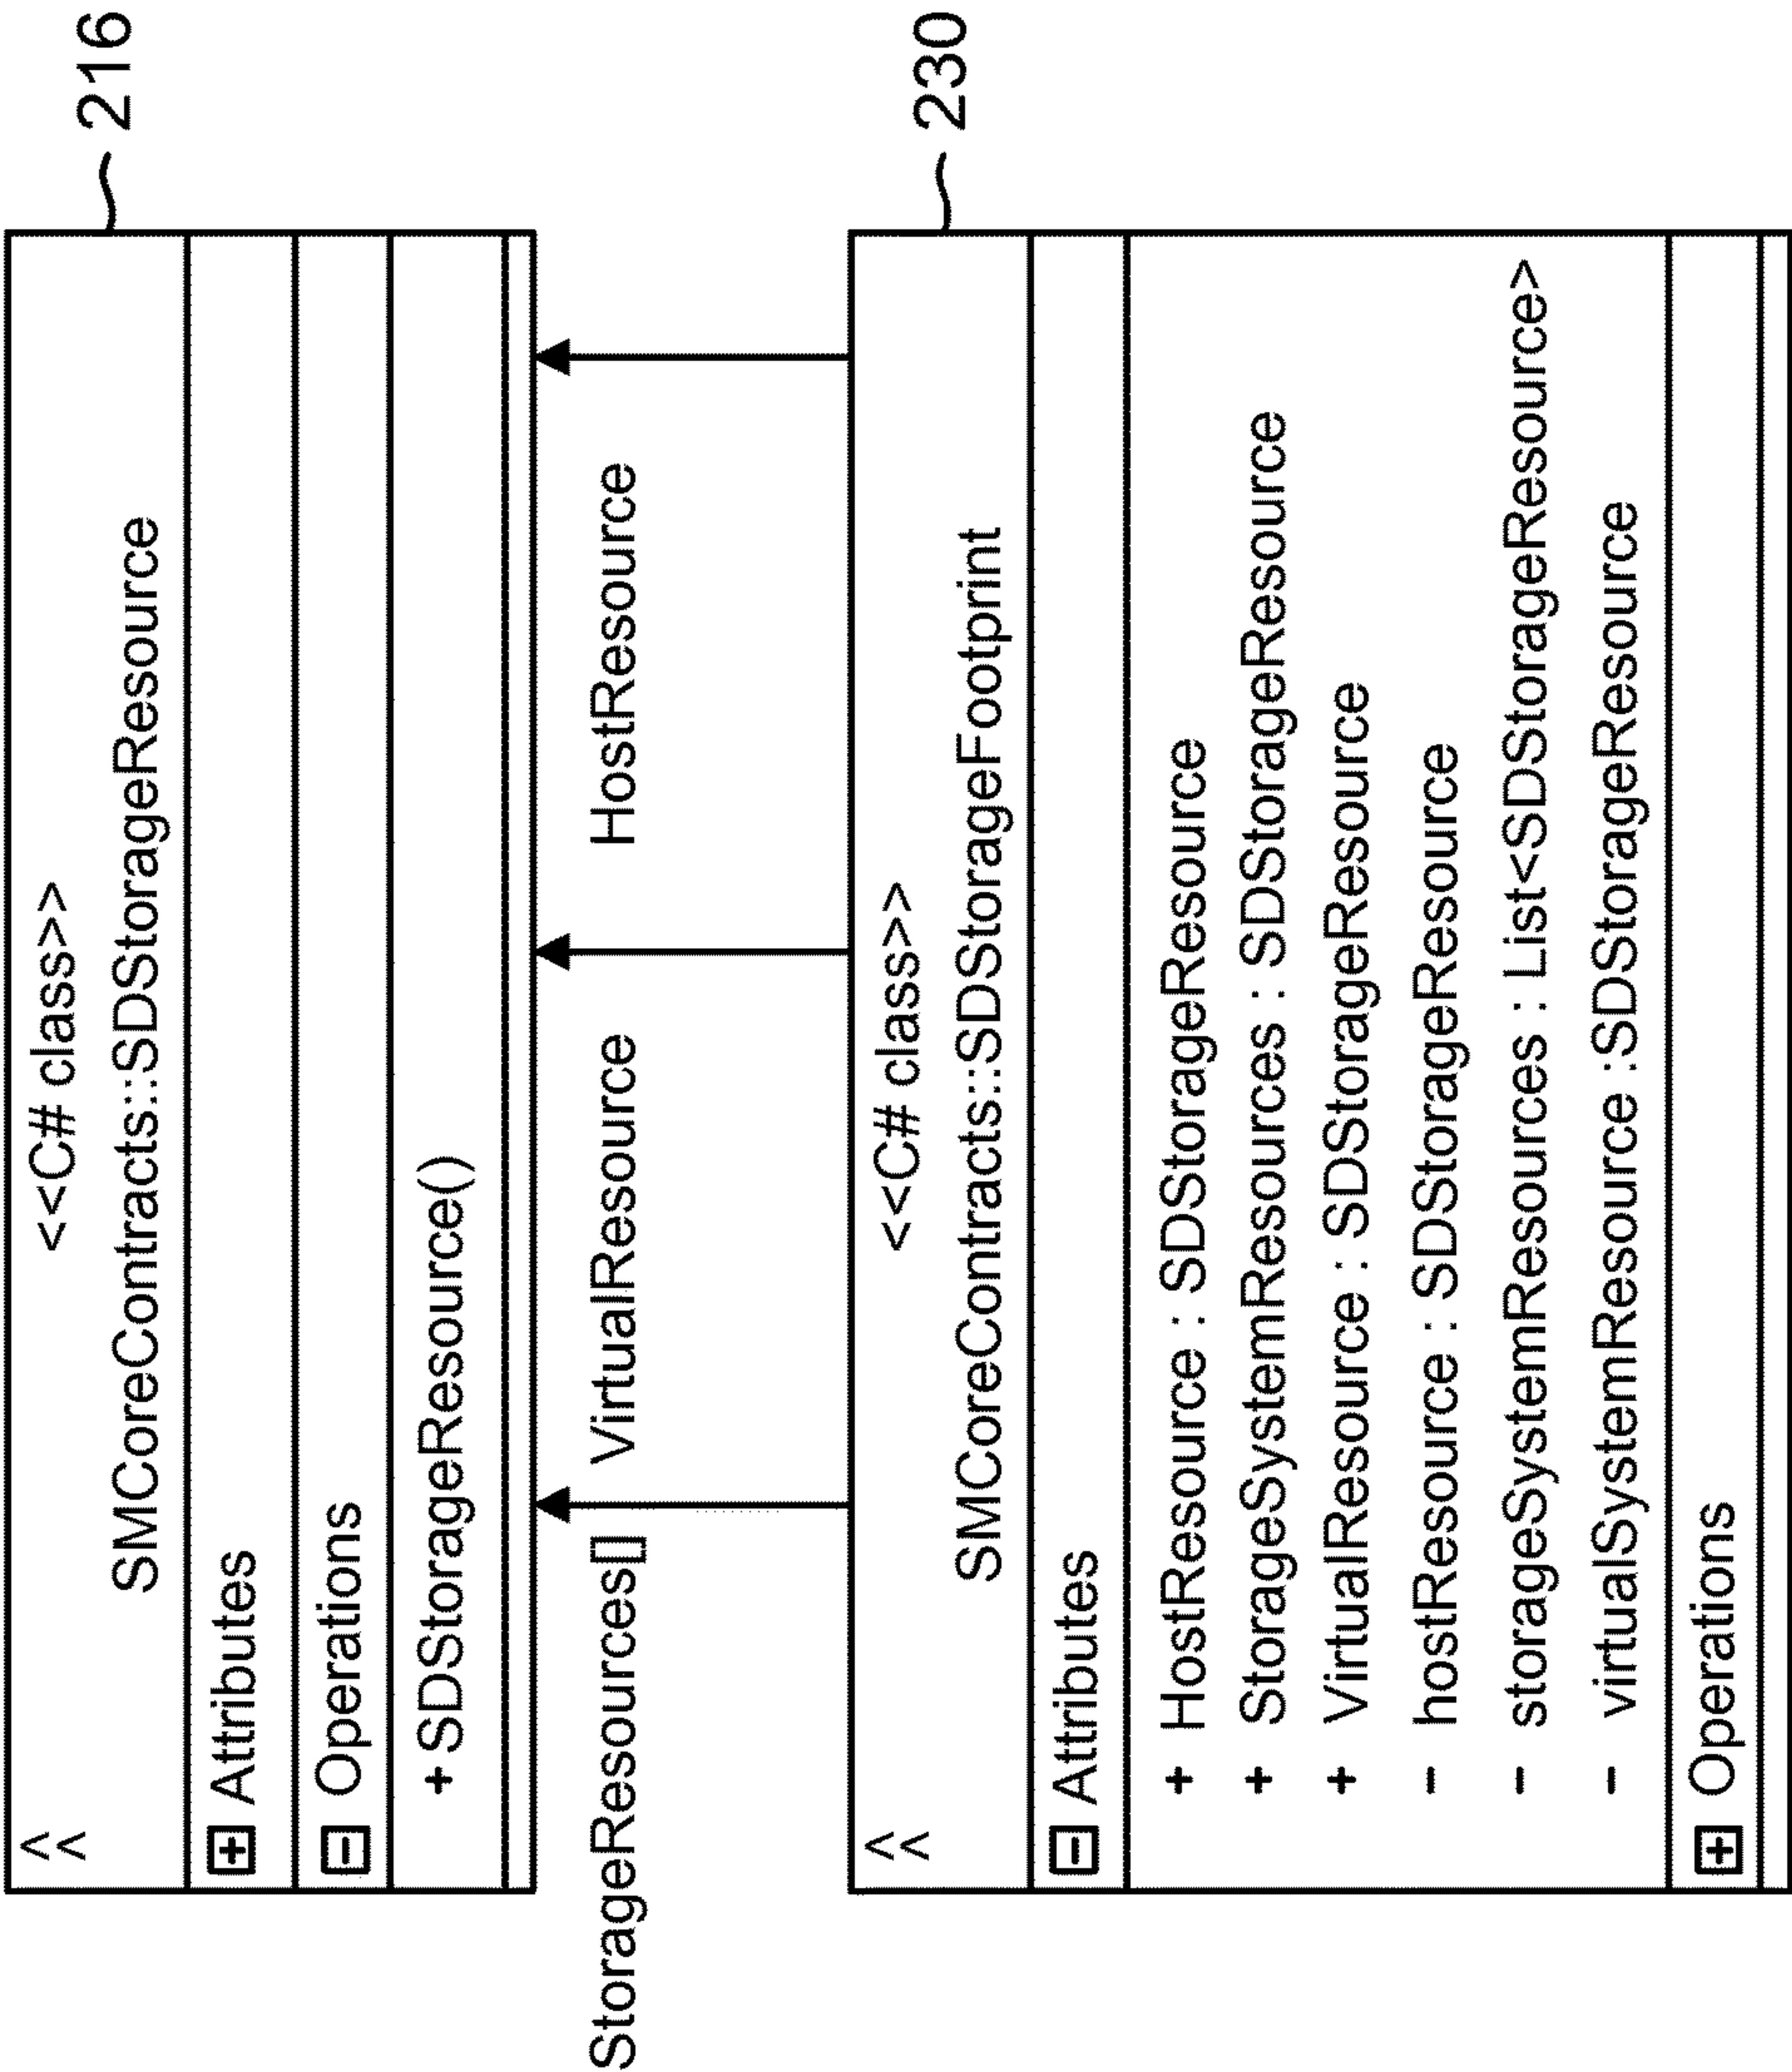 216
<<
<<C# class>>
SMCoreContracts::SDStorageResource
+ Attributes
- Operations
+ SDStorageResource()
StorageResources[]
VirtualResource
HostResource
230
<<
<<C# class>>
SMCoreContracts::SDStorageFootprint
- Attributes
+ HostResource : SDStorageResource
+ StorageSystemResources : SDStorageResource
+ VirtualResource : SDStorageResource
- hostResource : SDStorageResource
- storageSystemResources : List<SDStorageResource>
- virtualSystemResource :SDStorageResource
+ Operations